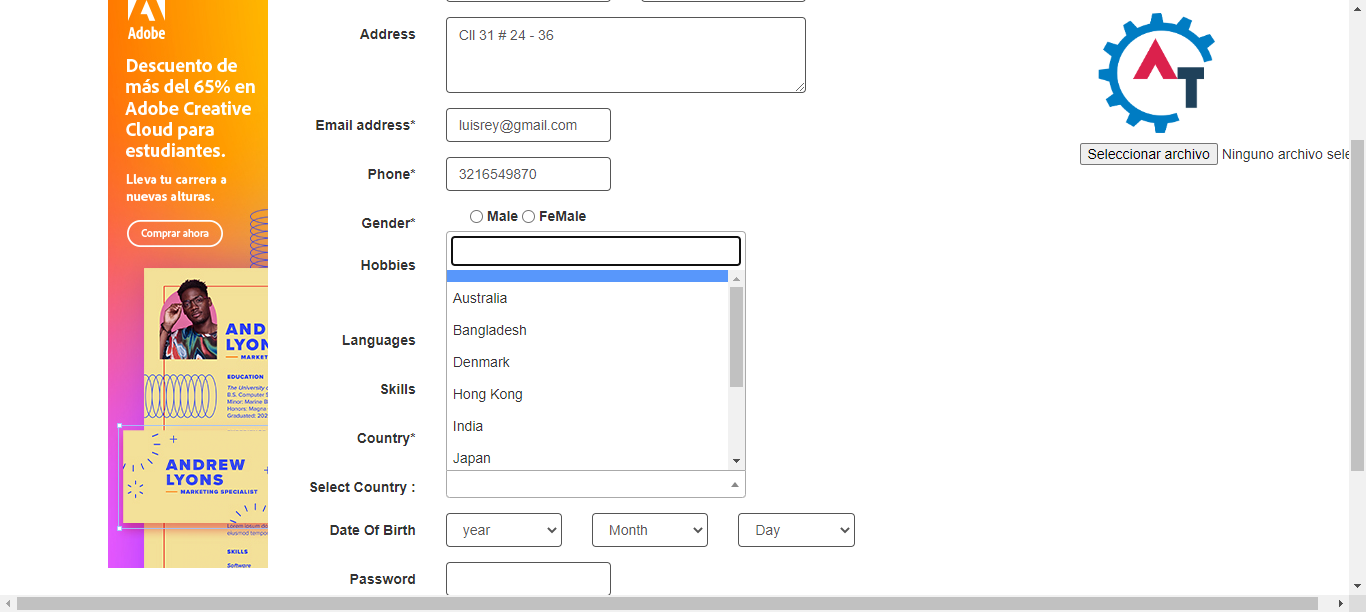 Adobe
Descuento de
más del 65% en
Adobe Creative
Cloud para
estudiantes.
Lleva tu carrera a
nuevas alturas.
Comprar ahora
AND
LYON
MARKET
EDUCATION
The University o
B.S. Computer S
Minor: Marine B
Honors: Magna
Graduated: 202
ANDREW
LYONS
MARKETING SPECIALIST
Lorem ipsum do
eiusmod tempo
SKILLS
Software
Address
Cll 31 # 24 - 36
Email address*
luisrey@gmail.com
Phone*
3216549870
Gender*
Male FeMale
Hobbies
Languages
Skills
Country*
Australia
Bangladesh
Denmark
Hong Kong
India
Japan
Select Country :
Date Of Birth
year Month Day
Password
AT
Seleccionar archivo Ninguno archivo sele